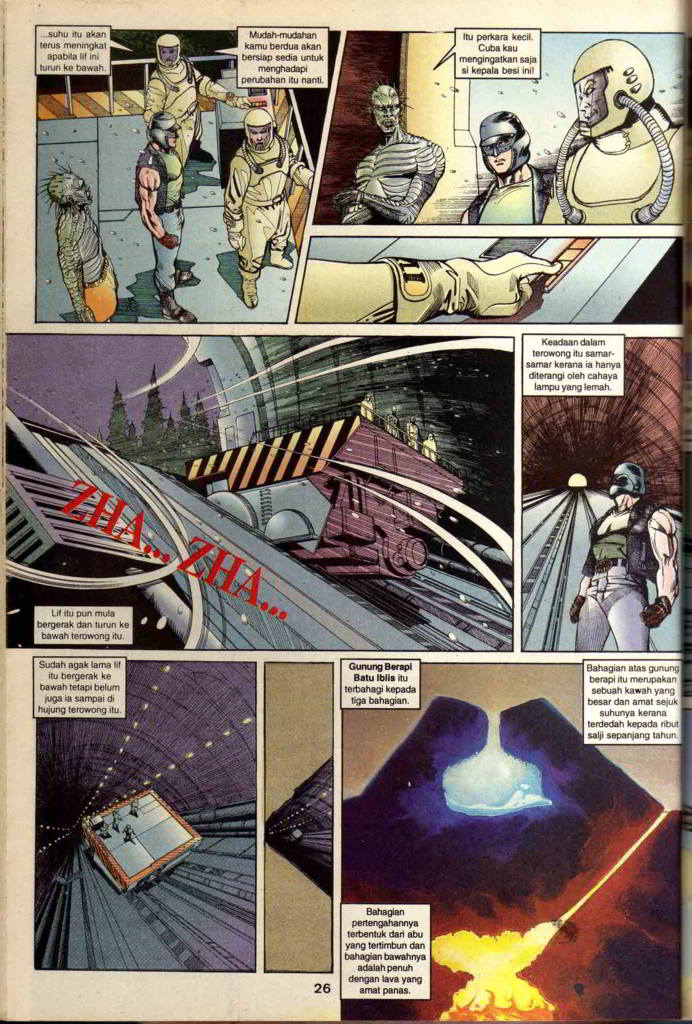 ...suhu itu akan
terus meningkat
apabila lif ini
turun ke bawah.
Mudah-mudahan
kamu berdua akan
bersiap sedia untuk
menghadapi
perubahan itu nanti.
Itu perkara kecil.
Cuba kau
mengingatkan saja
si kepala besi ini!
ZHA... ZHA...
Lif itu pun mula
bergerak dan turun ke
bawah terowong itu.
Keadaan dalam
terowong itu samar-
samar kerana ia hanya
diterangi oleh cahaya
lampu yang lemah.
Sudah agak lama lif
itu bergerak ke
bawah tetapi belum
juga ia sampai di
hujung terowong itu.
Gunung Berapi
Batu Iblis itu
terbahagi kepada
tiga bahagian.
Bahagian atas gunung
berapi itu merupakan
sebuah kawah yang
besar dan amat sejuk
suhunya kerana
terdedah kepada ribut
salji sepanjang tahun.
Bahagian
pertengahannya
terbentuk dari abu
yang tertimbun dan
bahagian bawahnya
adalah penuh
dengan lava yang
amat panas.
26